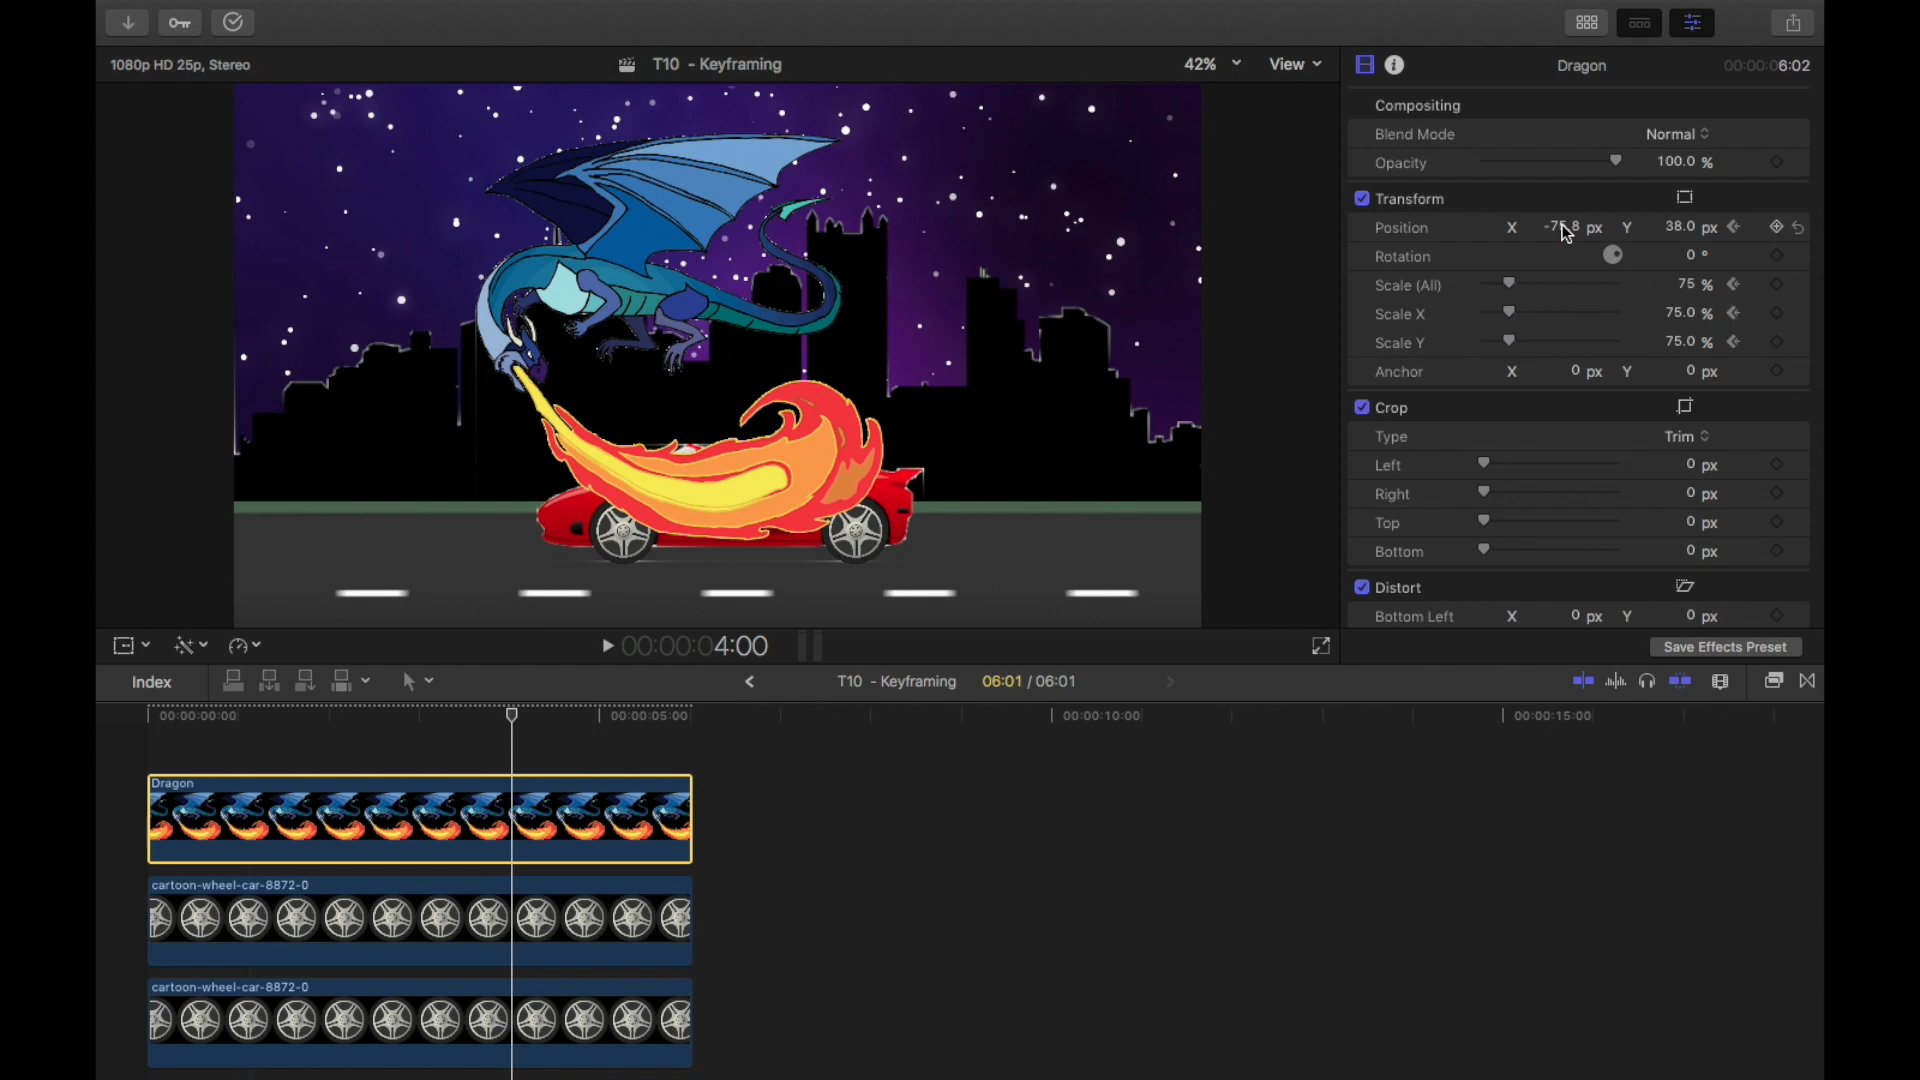 1080p HD 25p, Stereo
T10 - Keyframing
42%
View
Dragon
00:00:06:02
Compositing
Blend Mode Normal
Opacity 100.0 %
Transform
Position X px Y 38.0 px
Rotation 0 °
Scale (All) 75 %
Scale X 75.0 %
Scale Y 75.0 %
Anchor X 0 px Y 0 px
Crop
Type Trim
Left 0 px
Right 0 px
Top 0 px
Bottom 0 px
Distort
Bottom Left X 0 px Y 0 px
00:00:04:00
Save Effects Preset
Index
T10 - Keyframing 06:01 / 06:01
00:00:00:00
00:00:05:00
00:00:10:00
00:00:15:00
Dragon
cartoon-wheel-car-8872-0
cartoon-wheel-car-8872-0